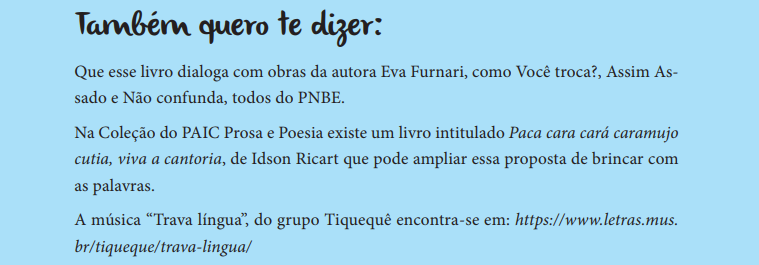 Também quero te dizer:
Que esse livro dialoga com obras da autora Eva Furnari, como Você troca?, Assim As-
sado e Não confunda, todos do PNBE.
Na Coleção do PAIC Prosa e Poesia existe um livro intitulado Paca cara cará caramujo
cutia, viva a cantoria, de Idson Ricart que pode ampliar essa proposta de brincar com
as palavras.
A música “Trava língua”, do grupo Tiquequê encontra-se em: https://www.letras.mus.
br/tiqueque/trava-lingua/